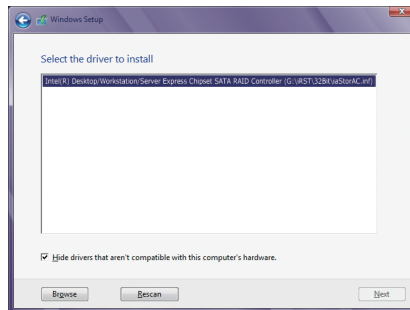 Windows Setup
Select the driver to install
Intel(R) Desktop/Workstation/Server Express Chipset SATA RAID Controller (G:\iRST\32Bit\iaStorAC.inf)
Hide drivers that aren't compatible with this computer's hardware.
Browse
Rescan
Next